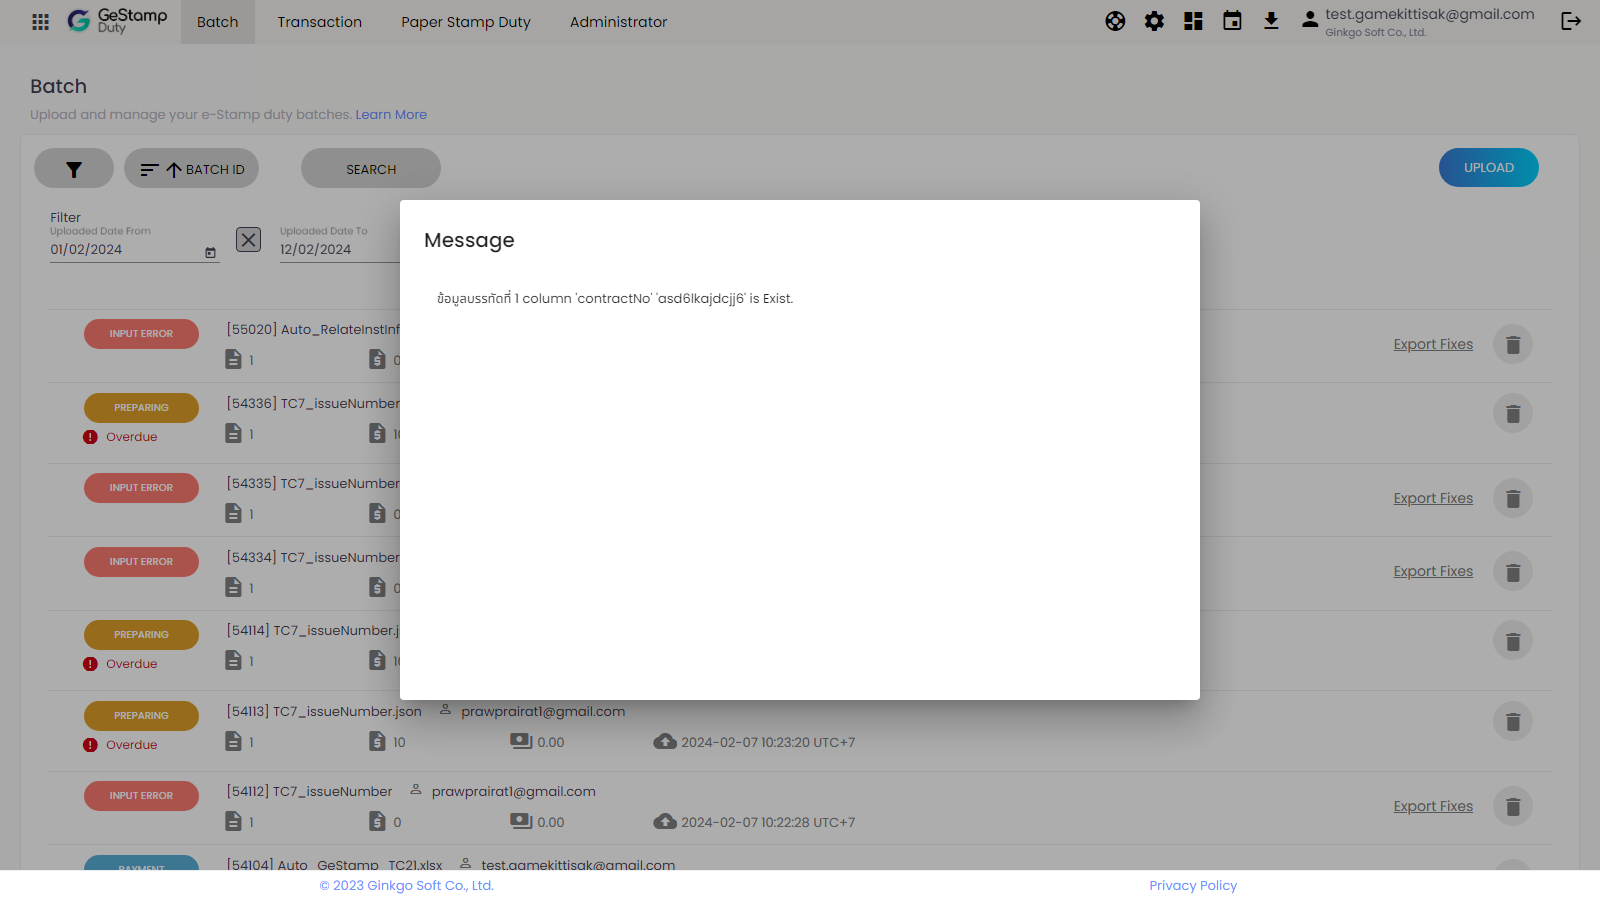 GeStamp
Duty
Batch
Transaction
Paper Stamp Duty
Administrator
test.gamekittisak@gmail.com
Ginkgo Soft Co., Ltd.
Batch
Upload and manage your e-Stamp duty batches. Learn More
BATCH ID
SEARCH
UPLOAD
Filter
Uploaded Date From
01/02/2024
Uploaded Date To
12/02/2024
Message
ข้อมูลบรรทัดที่ 1 column 'contractNo' 'asd6lkajdcjj6' is Exist.
INPUT ERROR
[55020] Auto_RelateInstInf
1
0
Export Fixes
PREPARING
Overdue
[54336] TC7_issueNumber
1
10
INPUT ERROR
[54335] TC7_issueNumber
1
0
Export Fixes
INPUT ERROR
[54334] TC7_issueNumber
1
0
Export Fixes
PREPARING
Overdue
[54114] TC7_issueNumber.j
1
10
PREPARING
Overdue
[54113] TC7_issueNumber.json prawprairat1@gmail.com
1
10
0.00
2024-02-07 10:23:20 UTC+7
INPUT ERROR
[54112] TC7_issueNumber prawprairat1@gmail.com
1
0
0.00
2024-02-07 10:22:28 UTC+7
Export Fixes
PAYMENT
[54104] Auto_GeStamp_TC21.xlsx test.gamekittisak@gmail.com
© 2023 Ginkgo Soft Co., Ltd.
Privacy Policy